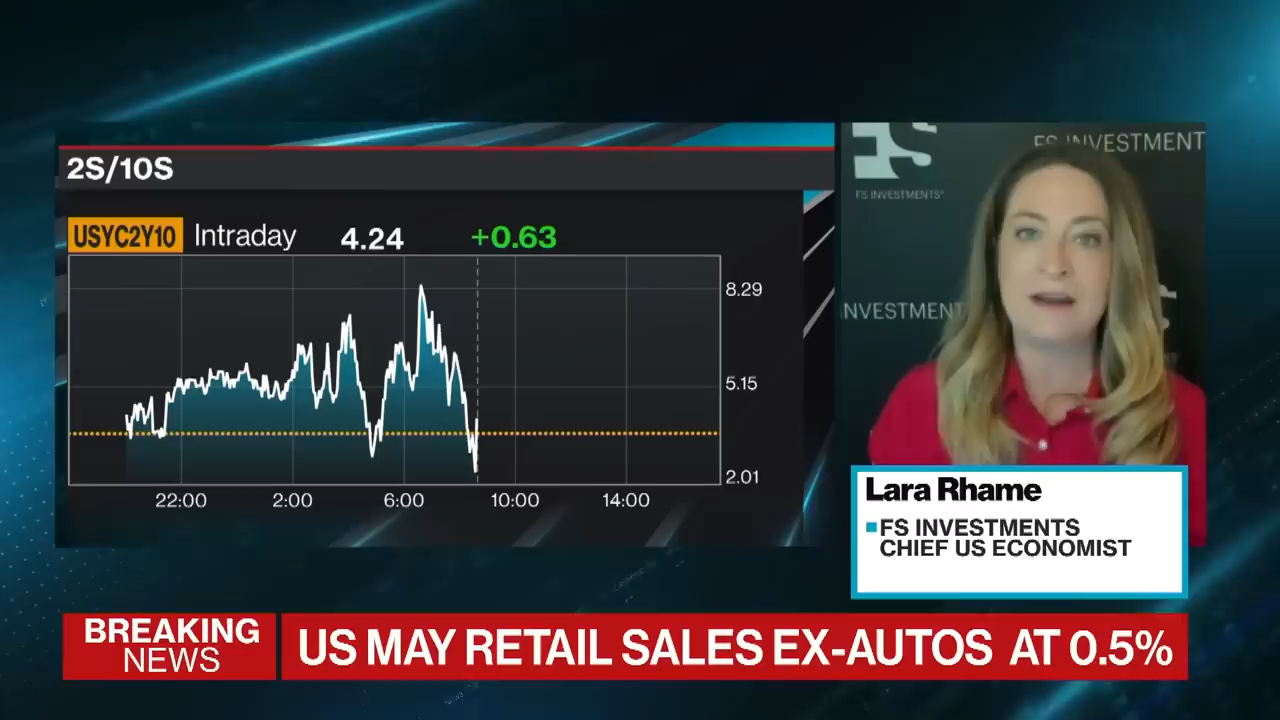 2S/10S
USYC2Y10 Intraday 4.24 +0.63
8.29
5.15
2.01
22:00 2:00 6:00 10:00 14:00
FS
FS INVESTMENTS
FS INVESTMENT
NVESTMENT
S
Lara Rhame
FS INVESTMENTS
CHIEF US ECONOMIST
BREAKING
NEWS
US MAY RETAIL SALES EX-AUTOS AT 0.5%